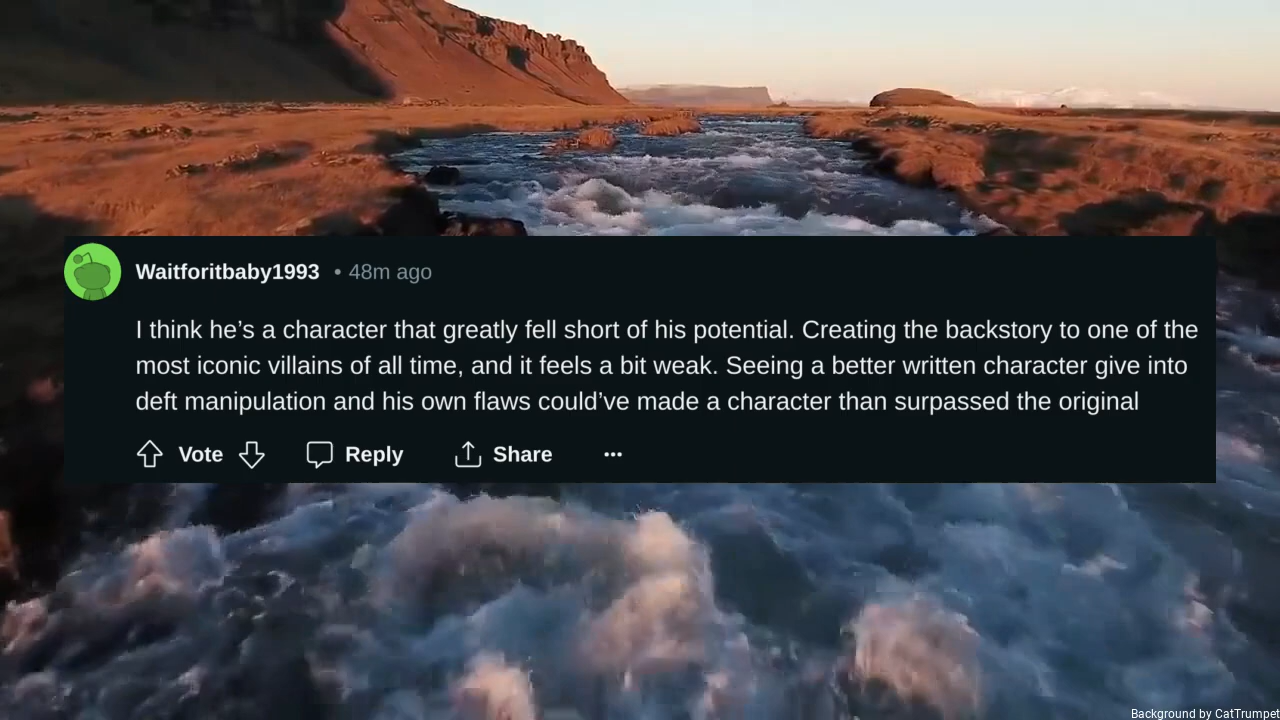 Waitforitbaby1993 • 48m ago
I think he’s a character that greatly fell short of his potential. Creating the backstory to one of the
most iconic villains of all time, and it feels a bit weak. Seeing a better written character give into
deft manipulation and his own flaws could’ve made a character than surpassed the original
Vote Reply Share ···
Background by CatTrumpet